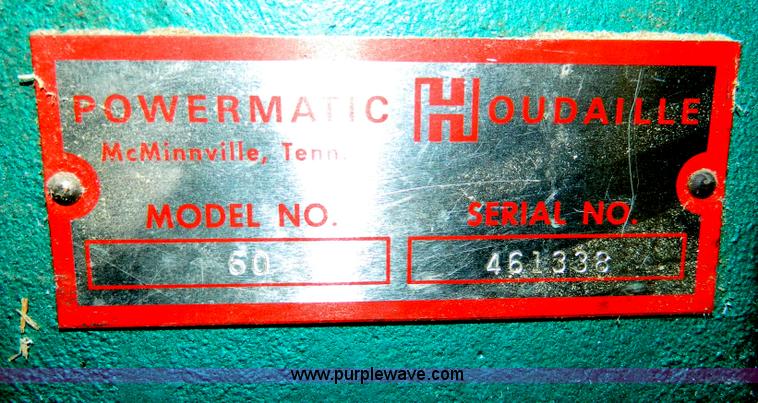 POWERMATIC HOUDAILLE
McMinnville, Tenn.
MODEL NO. SERIAL NO.
60 461338
www.purplewave.com